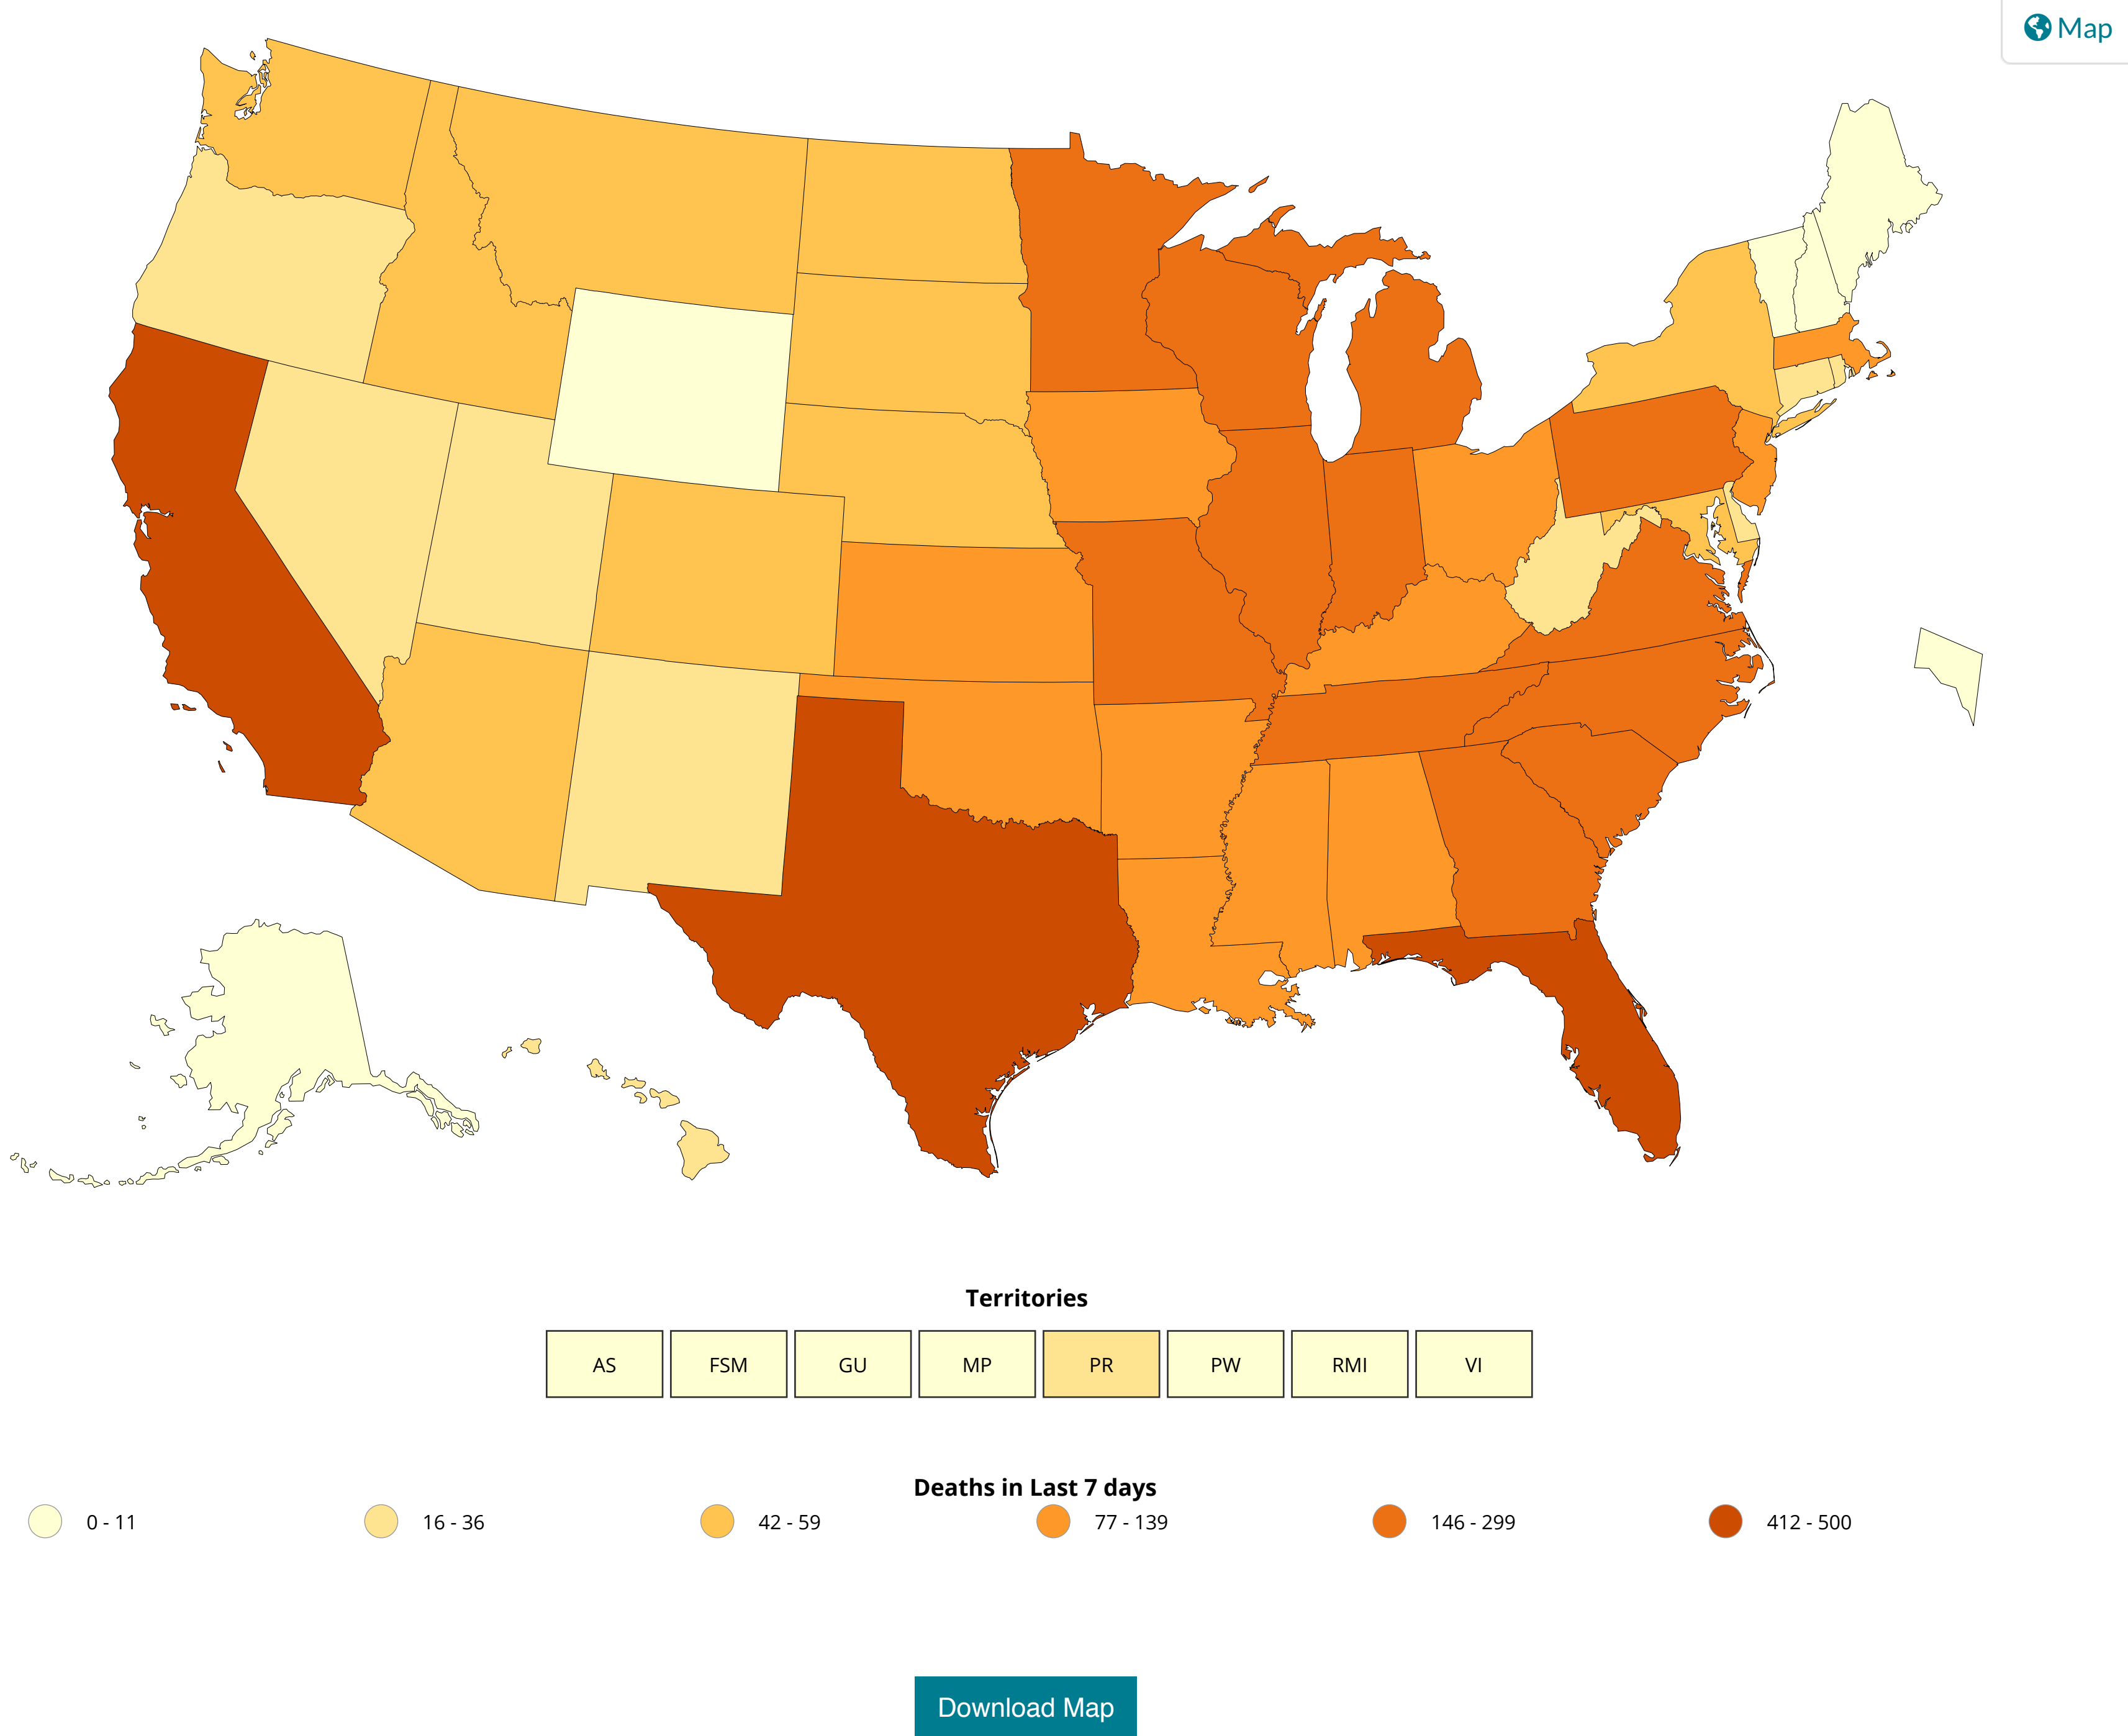 Map
Territories
AS FSM GU MP PR PW RMI VI
Deaths in Last 7 days
0 - 11 16 - 36 42 - 59 77 - 139 146 - 299 412 - 500
Download Map